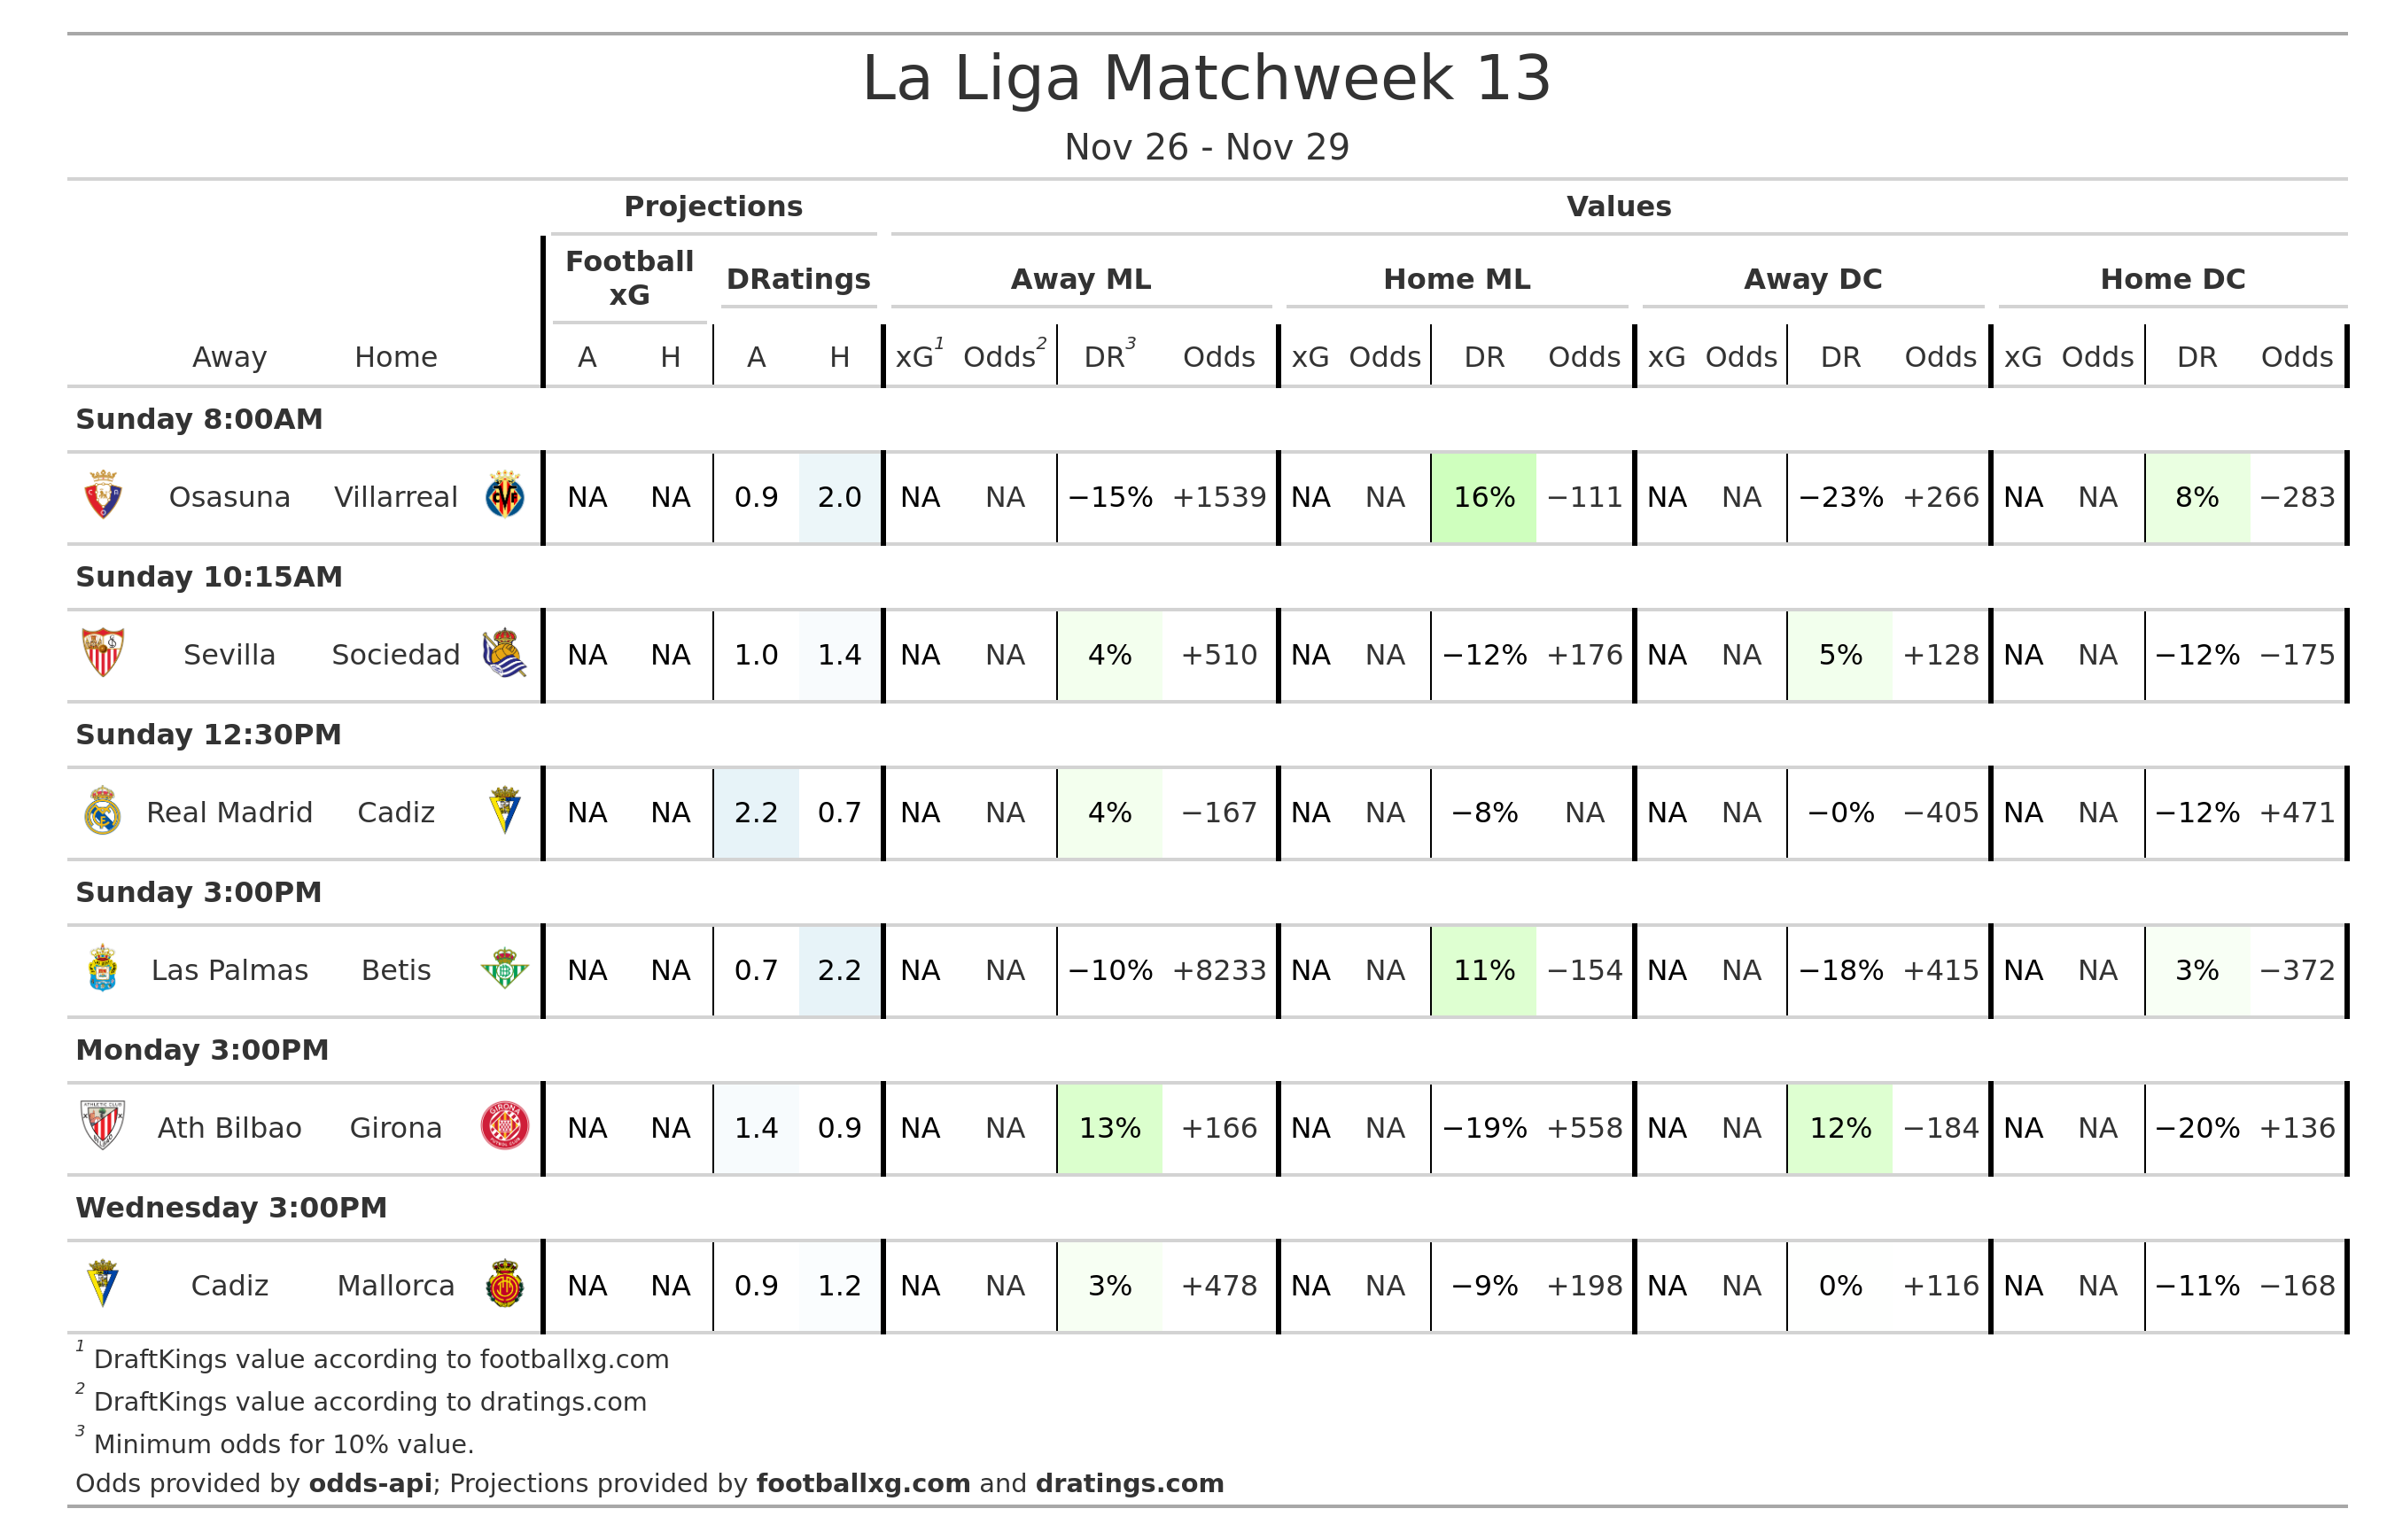 La Liga Matchweek 13
Nov 26 - Nov 29
Projections Values
Football xG DRatings Away ML Home ML Away DC Home DC
Away Home A H A H xG1 Odds2 DR3 Odds xG Odds DR Odds xG Odds DR Odds xG Odds DR Odds
Sunday 8:00AM
Osasuna Villarreal NA NA 0.9 2.0 NA NA −15% +1539 NA NA 16% −111 NA NA −23% +266 NA NA 8% −283
Sunday 10:15AM
Sevilla Sociedad NA NA 1.0 1.4 NA NA 4% +510 NA NA −12% +176 NA NA 5% +128 NA NA −12% −175
Sunday 12:30PM
Real Madrid Cadiz NA NA 2.2 0.7 NA NA 4% −167 NA NA −8% NA NA NA −0% −405 NA NA −12% +471
Sunday 3:00PM
Las Palmas Betis NA NA 0.7 2.2 NA NA −10% +8233 NA NA 11% −154 NA NA −18% +415 NA NA 3% −372
Monday 3:00PM
Ath Bilbao Girona NA NA 1.4 0.9 NA NA 13% +166 NA NA −19% +558 NA NA 12% −184 NA NA −20% +136
Wednesday 3:00PM
Cadiz Mallorca NA NA 0.9 1.2 NA NA 3% +478 NA NA −9% +198 NA NA 0% +116 NA NA −11% −168
1 DraftKings value according to footballxg.com
2 DraftKings value according to dratings.com
3 Minimum odds for 10% value.
Odds provided by odds-api; Projections provided by footballxg.com and dratings.com